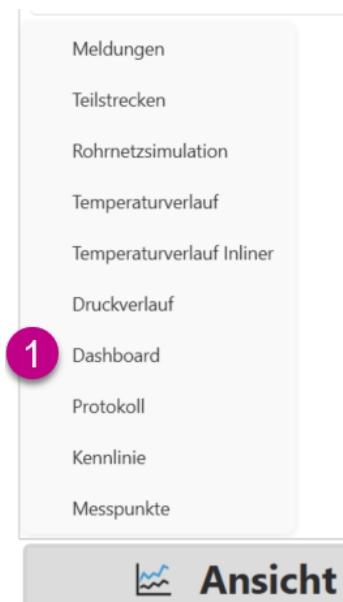 Meldungen
Teilstrecken
Rohrnetzsimulation
Temperaturverlauf
Temperaturverlauf Inliner
Druckverlauf
1 Dashboard
Protokoll
Kennlinie
Messpunkte
Ansicht